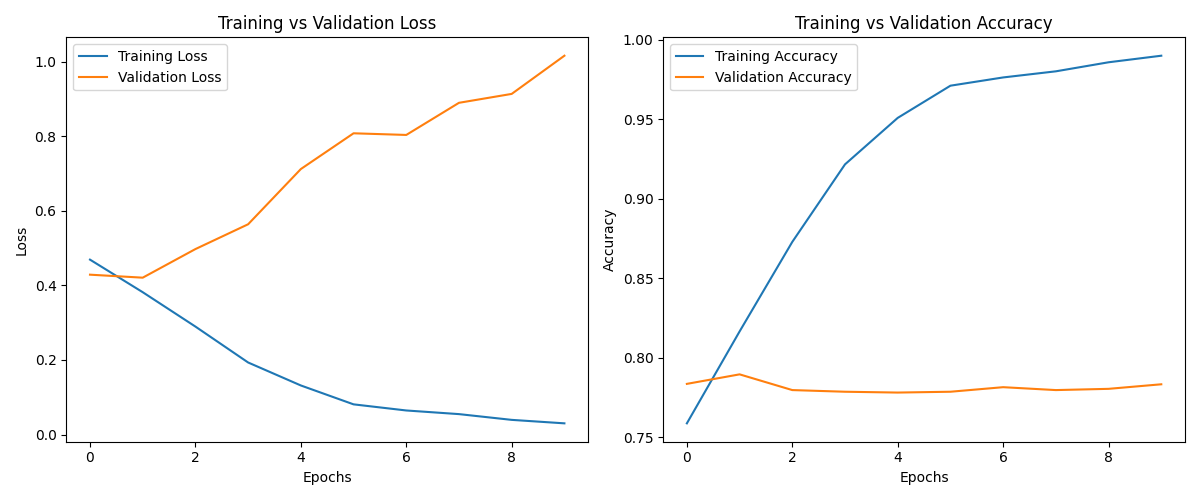 Training vs Validation Loss
Training Loss
Validation Loss
1.0
0.8
0.6
0.4
0.2
0.0
Loss
0 2 4 6 8
Epochs
Training vs Validation Accuracy
Training Accuracy
Validation Accuracy
1.00
0.95
0.90
0.85
0.80
0.75
Accuracy
0 2 4 6 8
Epochs